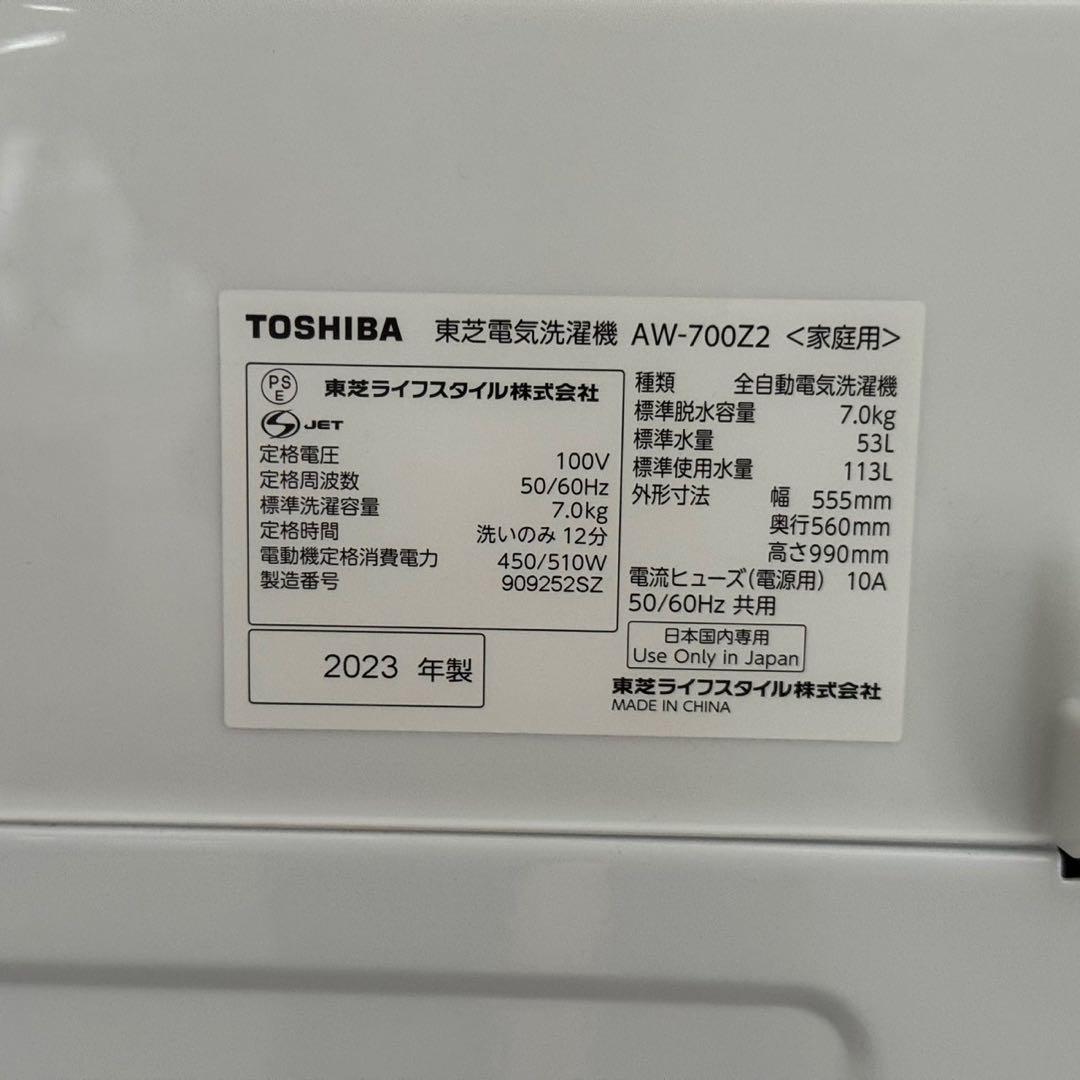 TOSHIBA 東芝電気洗濯機 AW-700Z2 <家庭用>
PS
E
東芝ライフスタイル株式会社
S JET
定格電圧 100V
定格周波数 50/60Hz
標準洗濯容量 7.0kg
定格時間 洗いのみ 12分
電動機定格消費電力 450/510W
製造番号 909252SZ
2023 年製
種類 全自動電気洗濯機
標準脱水容量 7.0kg
標準水量 53L
標準使用水量 113L
外形寸法 幅 555mm
奥行560mm
高さ990mm
電流ヒューズ(電源用) 10A
50/60Hz 共用
日本国内専用
Use Only in Japan
東芝ライフスタイル株式会社
MADE IN CHINA